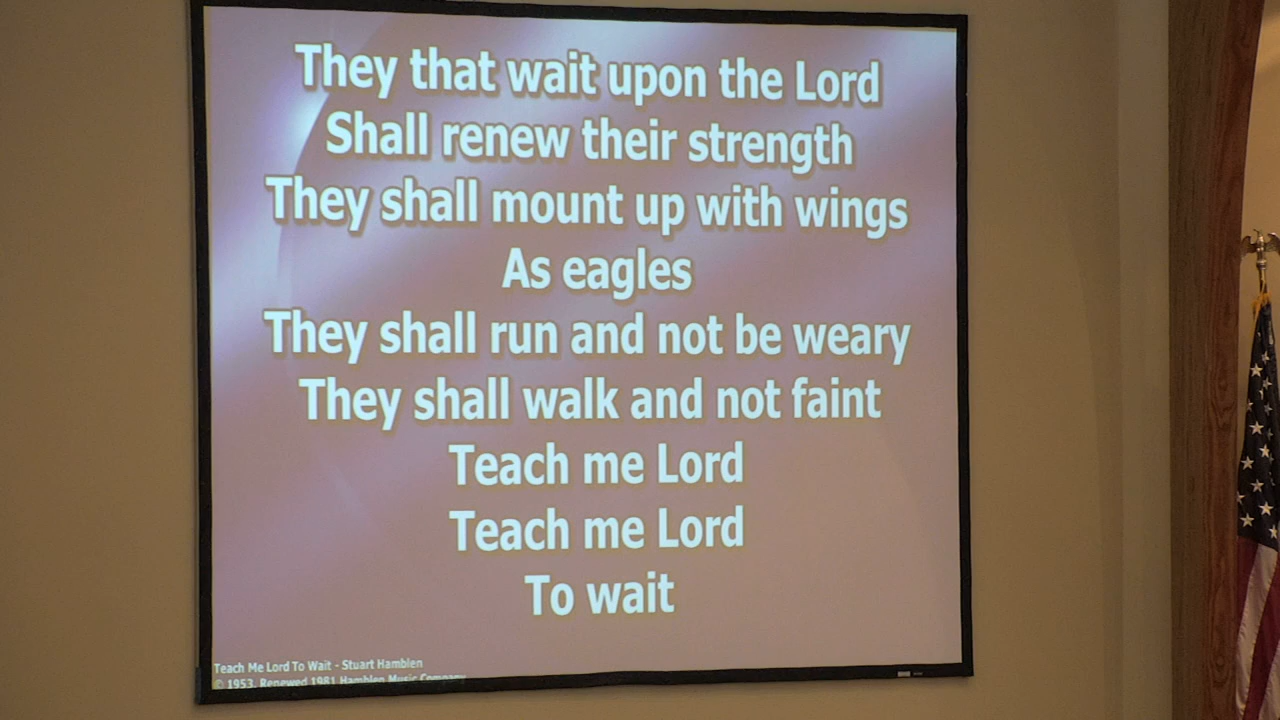 They that wait upon the Lord
Shall renew their strength
They shall mount up with wings
As eagles
They shall run and not be weary
They shall walk and not faint
Teach me Lord
Teach me Lord
To wait
Teach Me Lord To Wait - Stuart Hamblen
© 1953, Renewed 1981 Hamblen Music Company